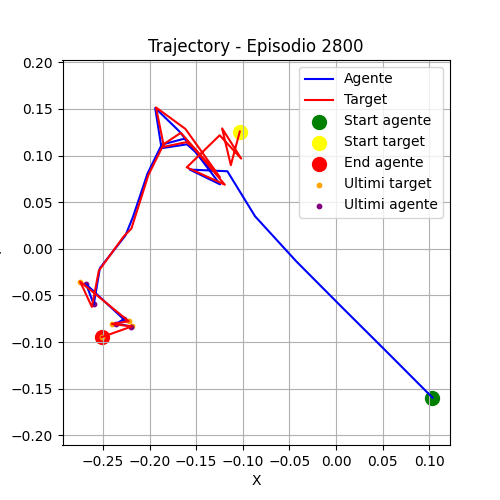 Trajectory - Episodio 2800
Agente
Target
Start agente
Start target
End agente
Ultimi target
Ultimi agente
0.20
0.15
0.10
0.05
0.00
−0.05
−0.10
−0.15
−0.20
−0.25 −0.20 −0.15 −0.10 −0.05 0.00 0.05 0.10
X